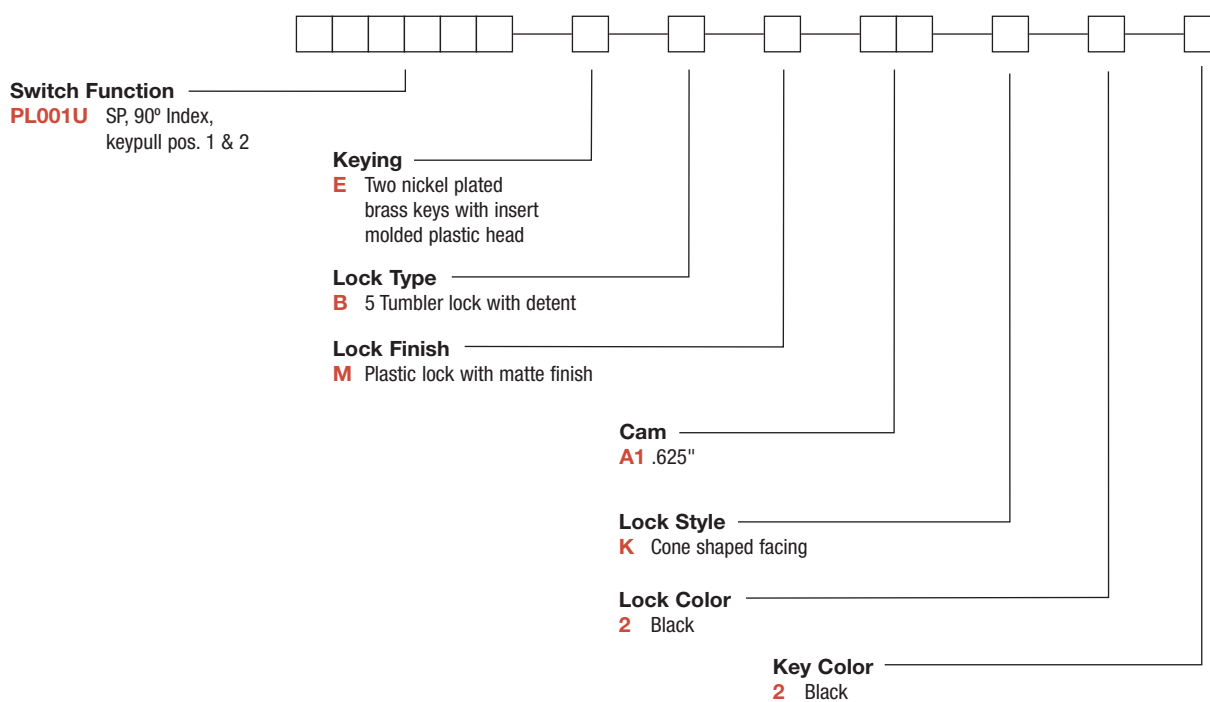 Switch Function
PL001U SP, 90º Index,
keypull pos. 1 & 2
Keying
E Two nickel plated
brass keys with insert
molded plastic head
Lock Type
B 5 Tumbler lock with detent
Lock Finish
M Plastic lock with matte finish
Cam
A1 .625"
Lock Style
K Cone shaped facing
Lock Color
2 Black
Key Color
2 Black